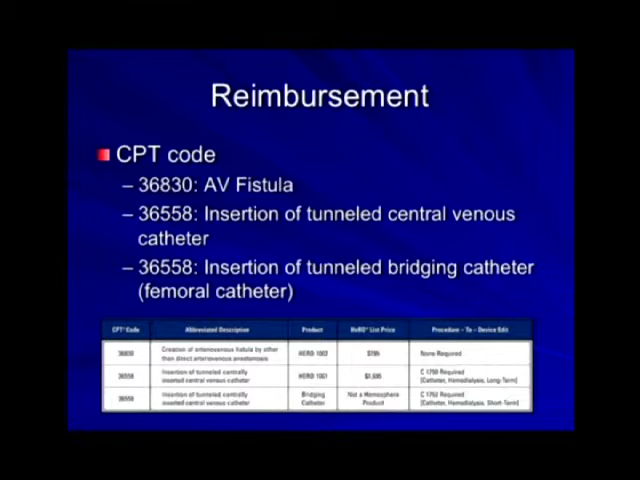 Reimbursement
CPT code
– 36830: AV Fistula
– 36558: Insertion of tunneled central venous
catheter
– 36558: Insertion of tunneled bridging catheter
(femoral catheter)
CPT® Code Abbreviated Description Product HeRO® List Price Procedure – To – Device Edit
36830 Creation of arteriovenous fistula by other than direct arteriovenous anastomosis HERO 1002 None Required
36558 Insertion of tunneled centrally inserted central venous catheter HERO 1001 Required [Catheter, Hemodialysis, Long-Term]
36558 Insertion of tunneled centrally inserted central venous catheter Bridging Catheter Not a Hemosphere Product C 1752 Required [Catheter, Hemodialysis, Short-Term]